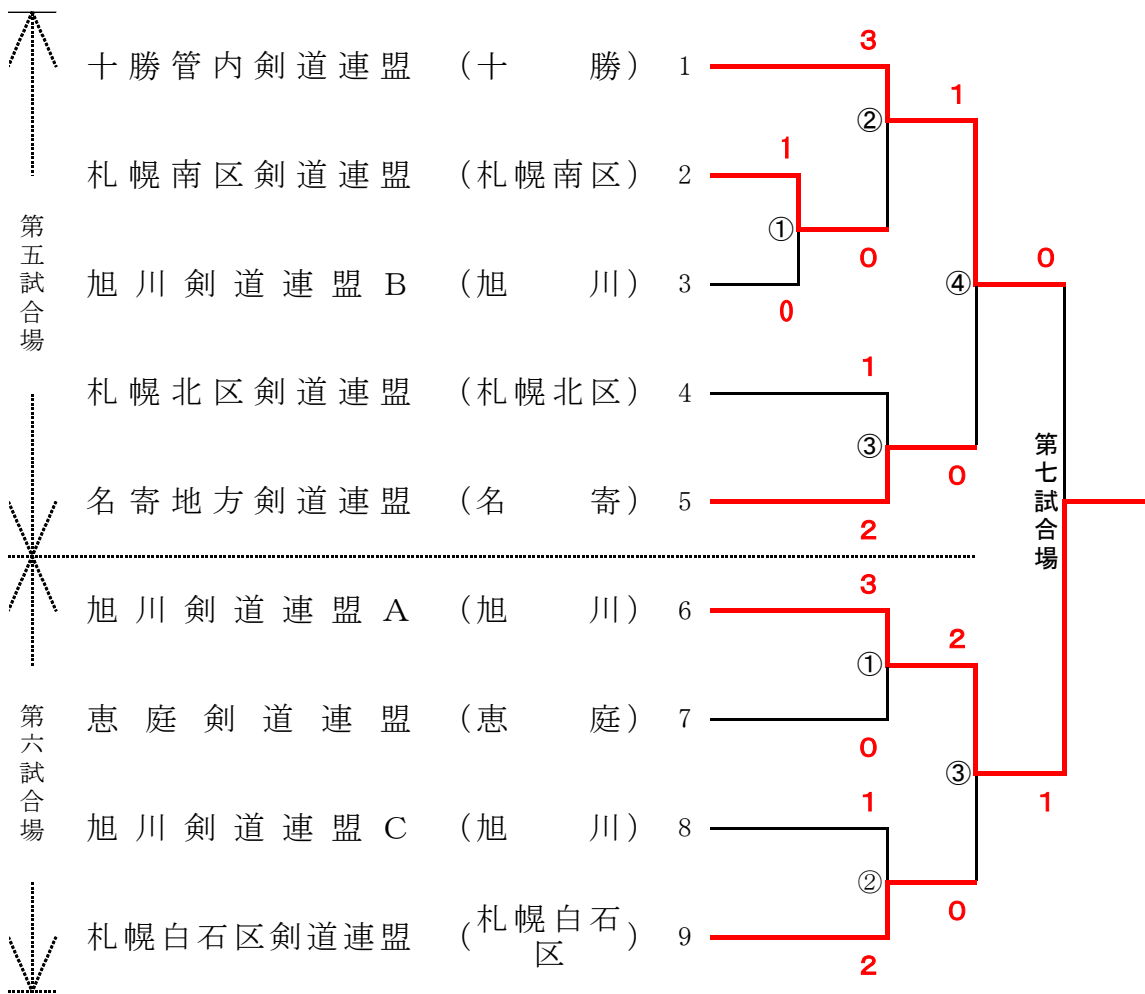 3
十勝管内剣道連盟 (十 勝) 1
1
②
1
札幌南区剣道連盟 (札幌南区) 2
①
0
第五試合場
旭川剣道連盟B (旭 川) 3
0
④
0
1
札幌北区剣道連盟 (札幌北区) 4
③
0
第七試合場
名寄地方剣道連盟 (名 寄) 5
2
3
旭川剣道連盟A (旭 川) 6
2
①
恵庭剣道連盟 (恵 庭) 7
0
第六試合場
③
1
1
旭川剣道連盟C (旭 川) 8
②
0
札幌白石区剣道連盟 (札幌白石区) 9
2